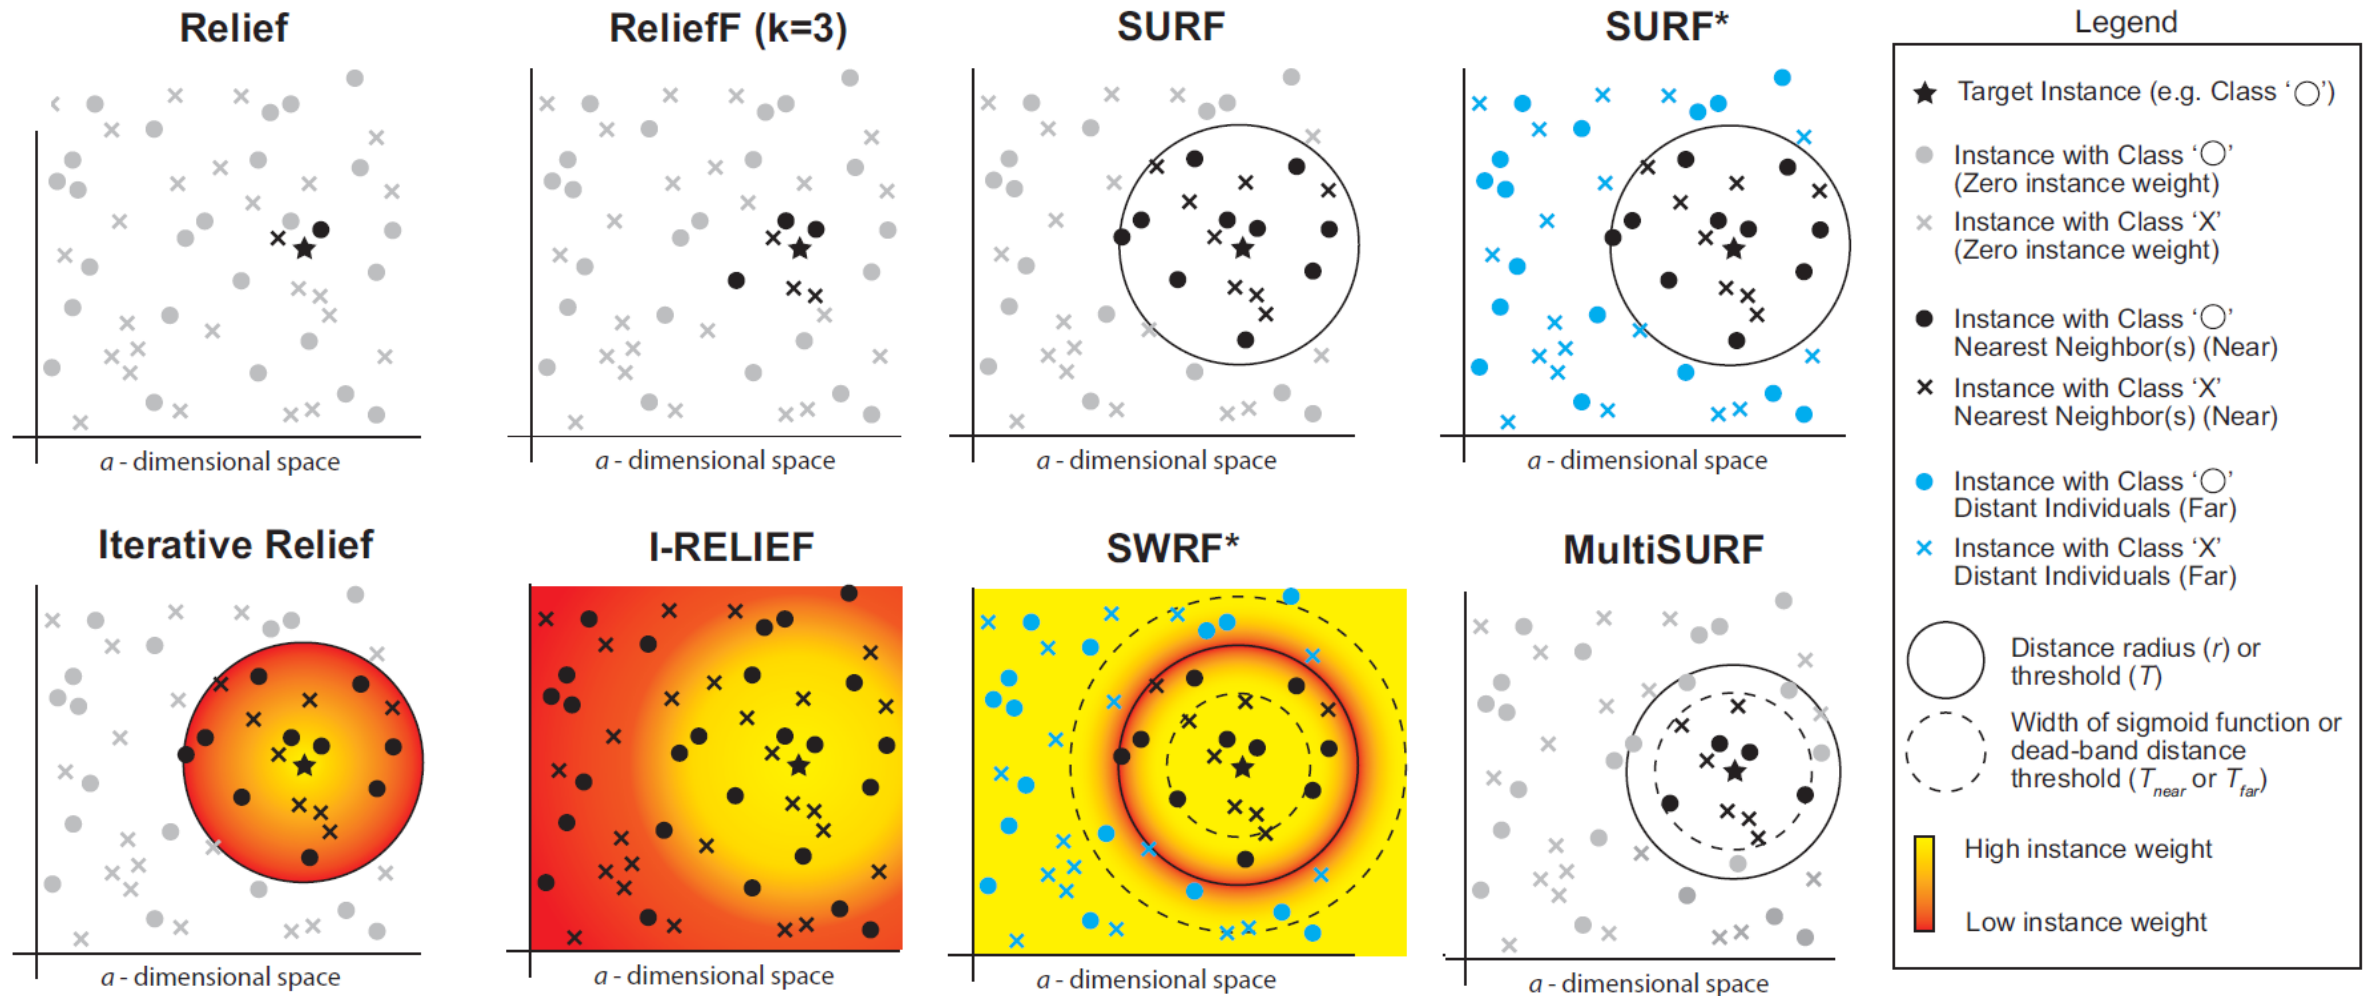 Relief
ReliefF (k=3)
SURF
SURF*
Legend
a - dimensional space
a - dimensional space
a - dimensional space
a - dimensional space
Iterative Relief
I-RELIEF
SWRF*
MultiSURF
a - dimensional space
a - dimensional space
a - dimensional space
a - dimensional space
Target Instance (e.g. Class ‘◯’)
Instance with Class ‘◯’
(Zero instance weight)
Instance with Class ‘X’
(Zero instance weight)
Instance with Class ‘◯’
Nearest Neighbor(s) (Near)
Instance with Class ‘X’
Nearest Neighbor(s) (Near)
Instance with Class ‘◯’
Distant Individuals (Far)
Instance with Class ‘X’
Distant Individuals (Far)
Distance radius (r) or
threshold (T)
Width of sigmoid function or
dead-band distance
threshold (Tnear or Tfar)
High instance weight
Low instance weight